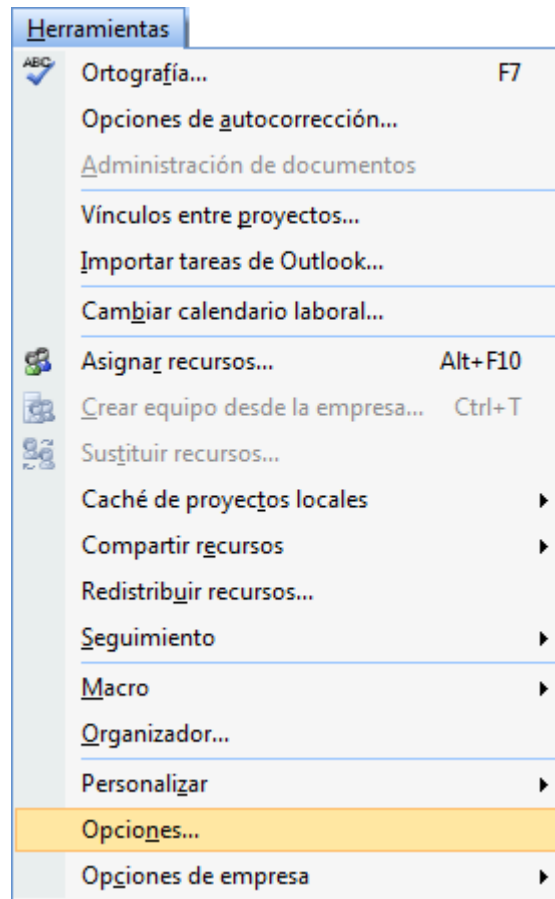 Herramientas
ABC
Ortografía... F7
Opciones de autocorrección...
Administración de documentos
Vínculos entre proyectos...
Importar tareas de Outlook...
Cambiar calendario laboral...
Asignar recursos... Alt+F10
Crear equipo desde la empresa... Ctrl+T
Sustituir recursos...
Caché de proyectos locales
Compartir recursos
Redistribuir recursos...
Seguimiento
Macro
Organizador...
Personalizar
Opciones...
Opciones de empresa